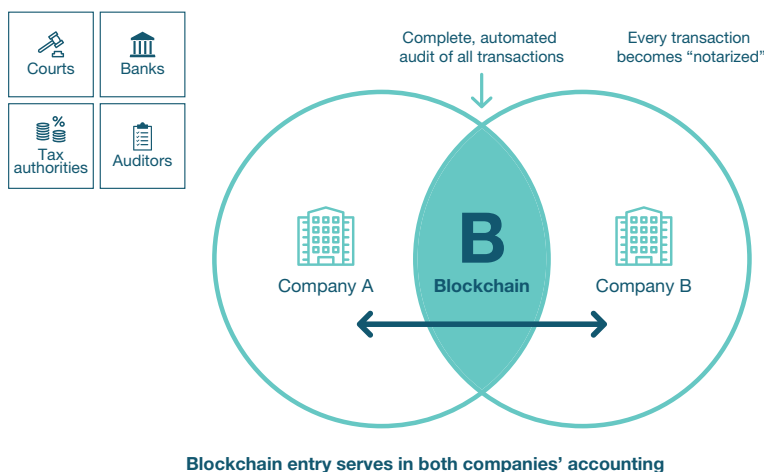 Courts
Banks
%
Tax
authorities
Auditors
Complete, automated
audit of all transactions
Every transaction
becomes “notarized”
B
Company A
Blockchain
Company B
Blockchain entry serves in both companies’ accounting